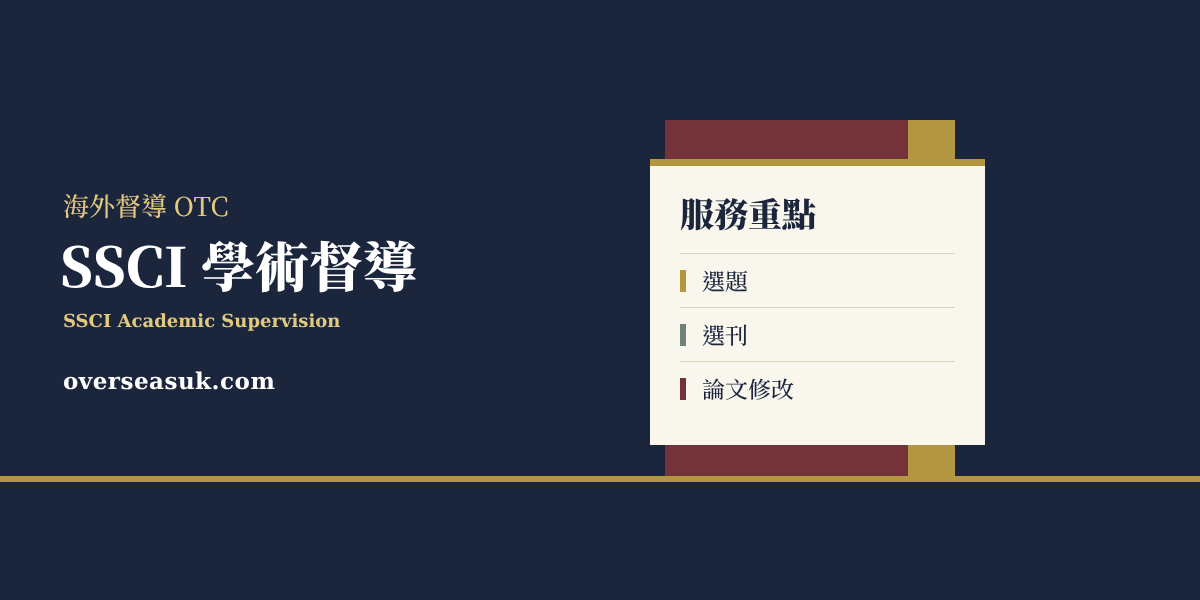 海外督導 OTC
SSCI 學術督導
SSCI Academic Supervision
overseasuk.com
服務重點
選題
選刊
論文修改